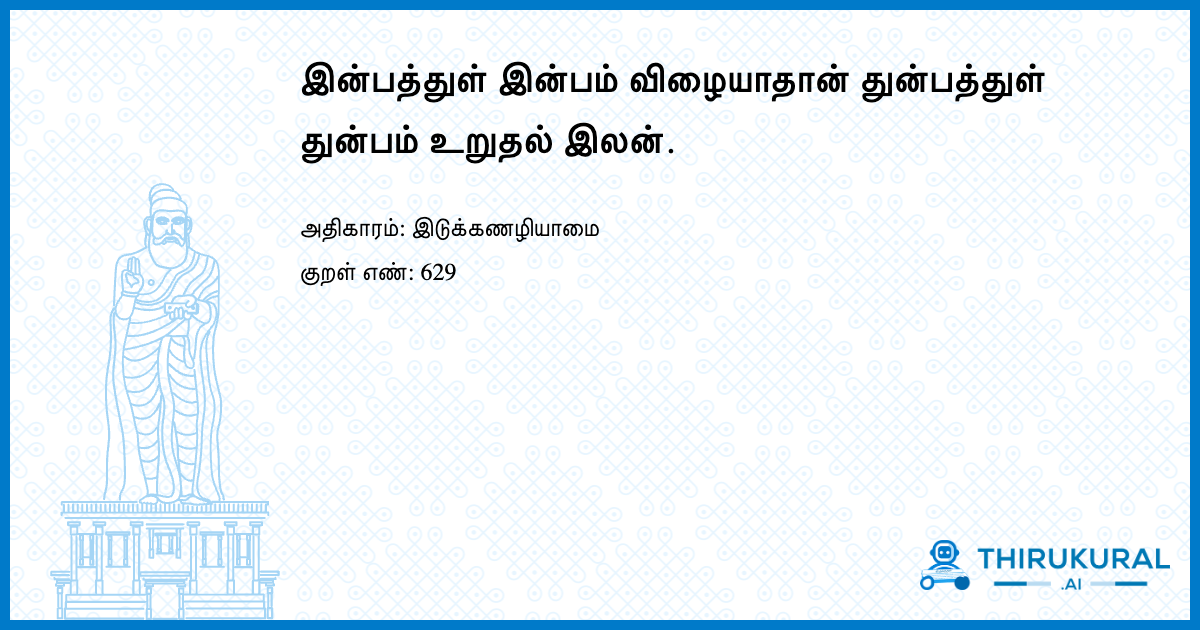 இன்பத்துள் இன்பம் விழையாதான் துன்பத்துள்
துன்பம் உறுதல் இலன்.
அதிகாரம்: இடுக்கணழியாமை
குறள் எண்: 629
THIRUKURAL
.AI